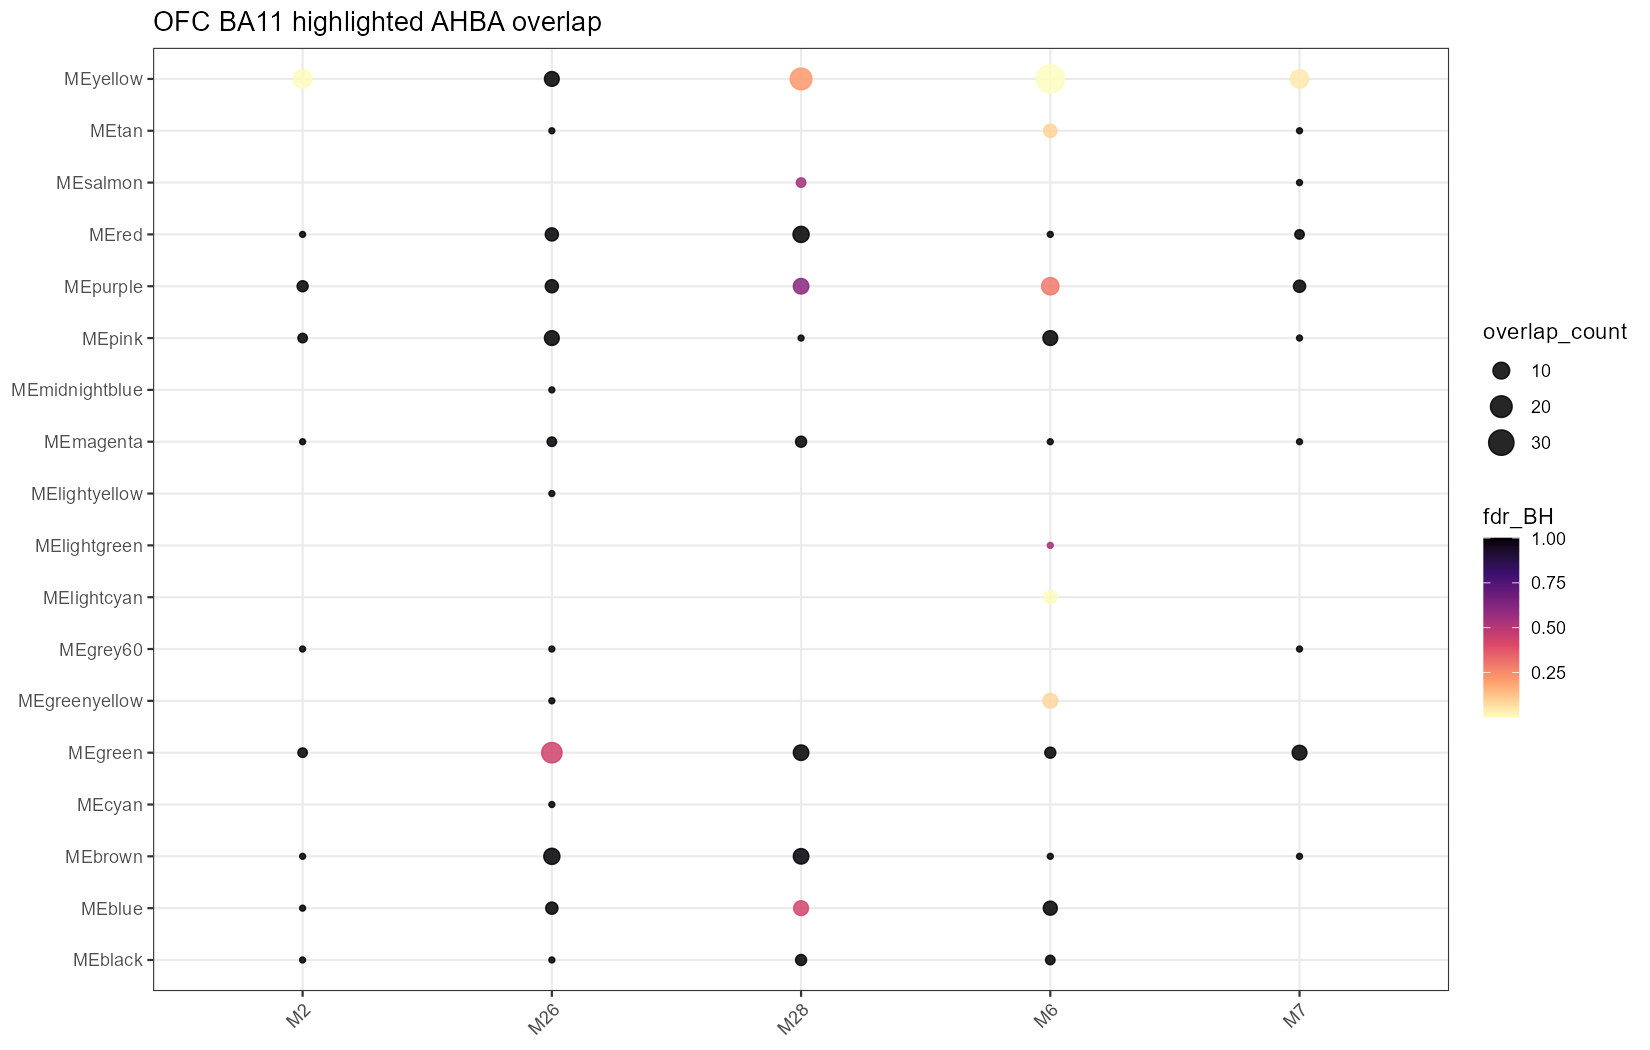 OFC BA11 highlighted AHBA overlap
MEyellow
MEtan
MEsalmon
MEred
MEpurple
MEpink
MEmidnightblue
MEmagenta
MElightyellow
MElightgreen
MElightcyan
MEgrey60
MEgreenyellow
MEgreen
MEcyan
MEbrown
MEblue
MEblack
M2
M26
M28
M6
M7
overlap_count
10
20
30
fdr_BH
1.00
0.75
0.50
0.25